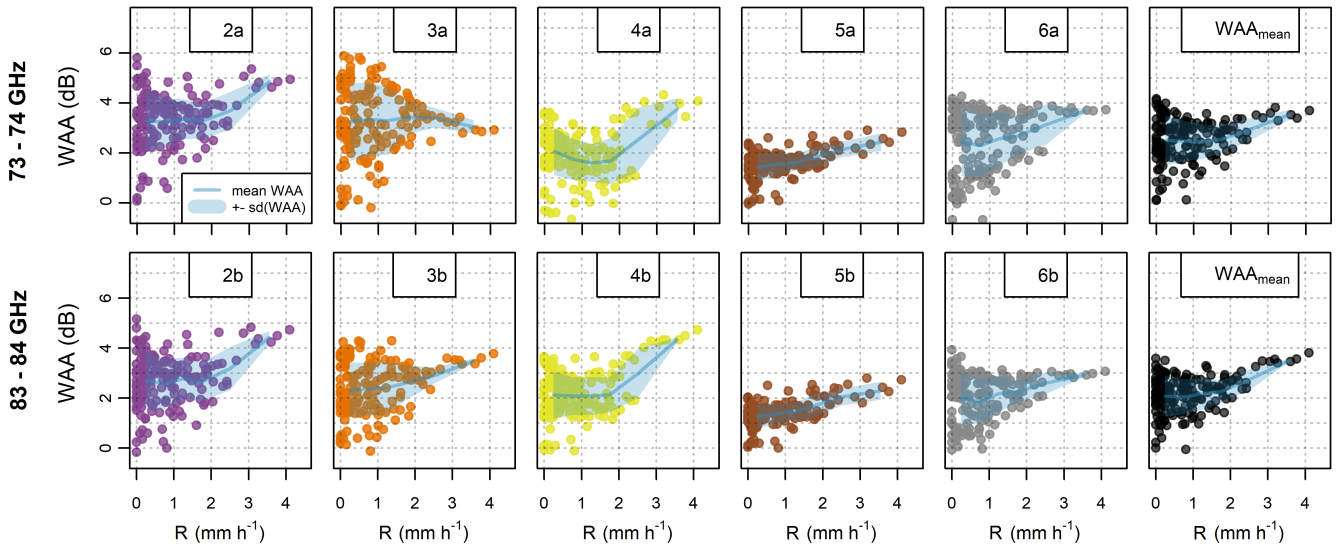 73 - 74 GHz
WAA (dB)
6
4
2
0
2a
3a
4a
5a
6a
WAAmean
mean WAA
+- sd(WAA)
83 - 84 GHz
WAA (dB)
6
4
2
0
2b
3b
4b
5b
6b
WAAmean
0 1 2 3 4
0 1 2 3 4
0 1 2 3 4
0 1 2 3 4
0 1 2 3 4
0 1 2 3 4
R (mm h-1)
R (mm h-1)
R (mm h-1)
R (mm h-1)
R (mm h-1)
R (mm h-1)